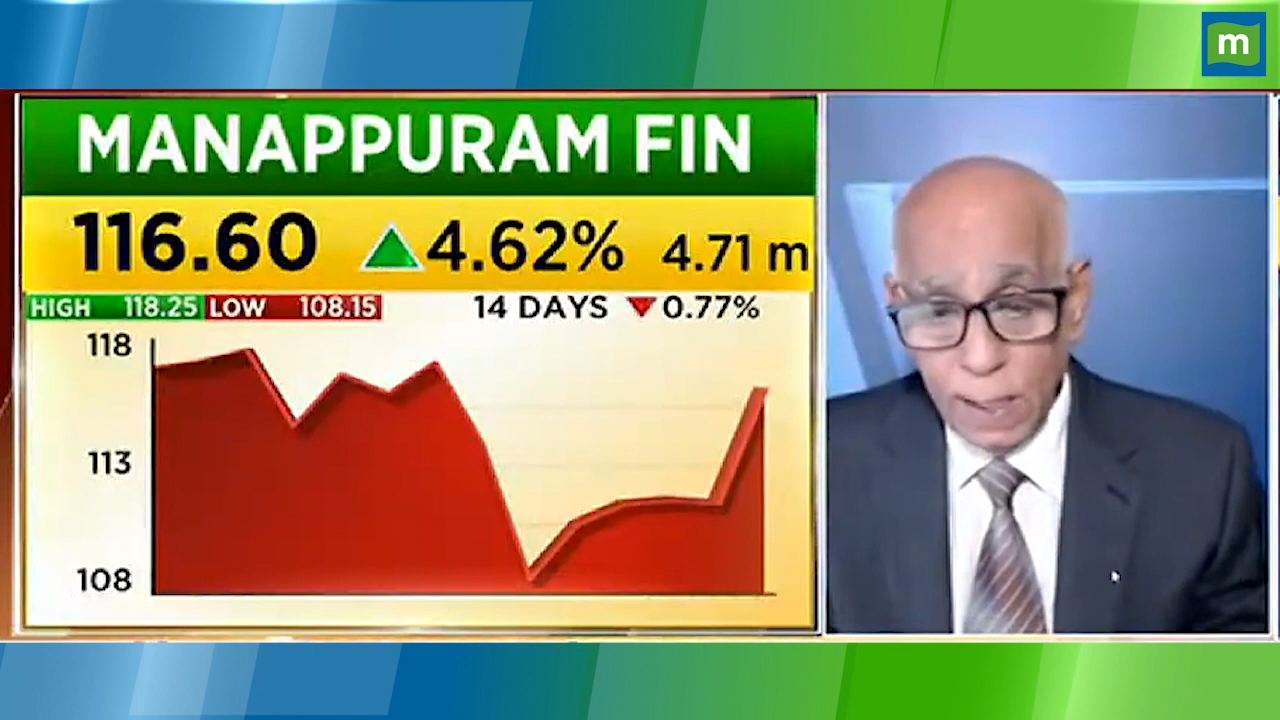 m
MANAPPURAM FIN
116.60 ▲ 4.62% 4.71 m
HIGH 118.25 LOW 108.15 14 DAYS ▼ 0.77%
118
113
108